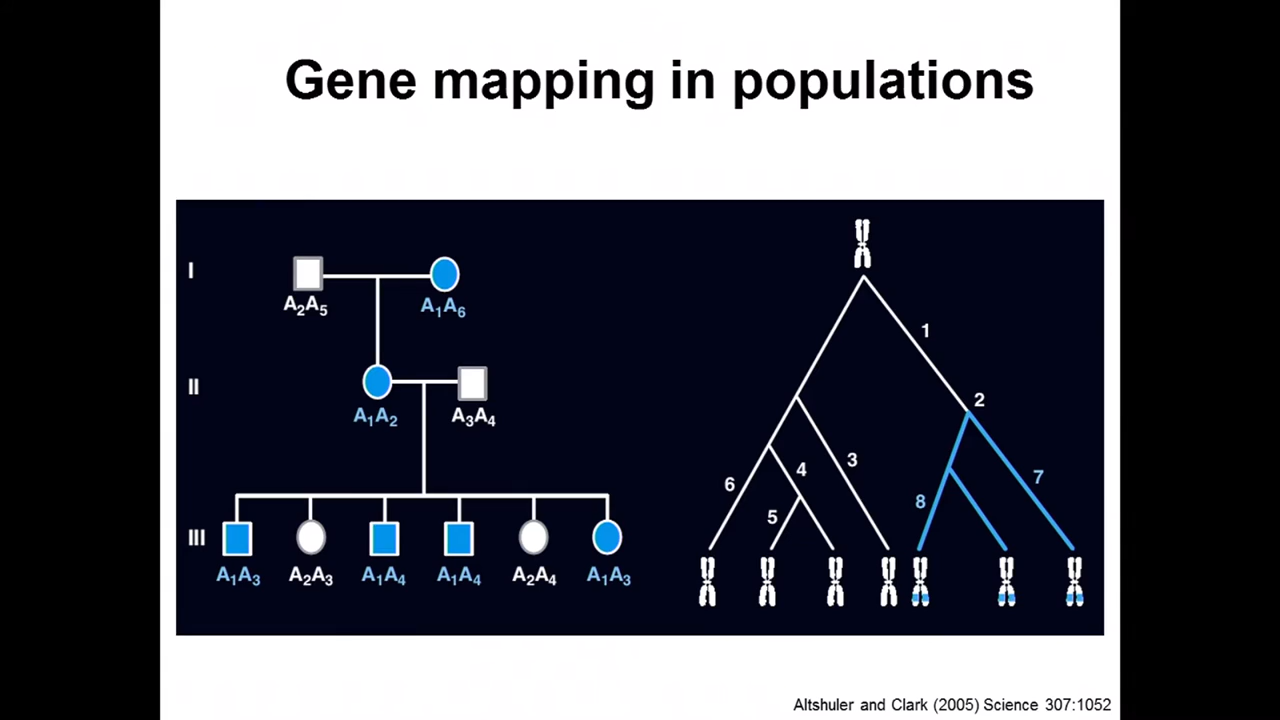 Gene mapping in populations
I
A₂A₅
A₁A₆
II
A₁A₂
A₃A₄
III
A₁A₃
A₂A₃
A₁A₄
A₁A₄
A₂A₄
A₁A₃
1
2
3
4
6
7
8
5
Altshuler and Clark (2005) Science 307:1052